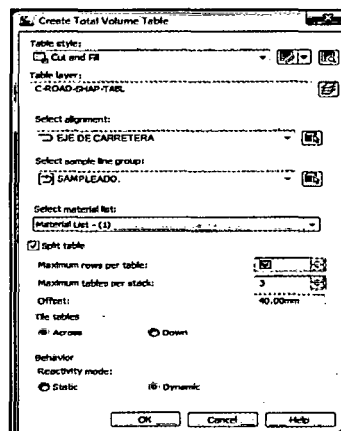 Create Total Volume Table
Table style:
Cut and Fill
Table layer:
C-ROAD-SHAP-TABL
Select alignment:
EJE DE CARRETERA
Select sample line group:
SAMPLEADO.
Select material list:
Material List - (1)
Split table
Maximum rows per table:
Maximum tables per stack:
3
Offset:
40.00mm
Tile tables
Across
Down
Behavior
Reactivity mode:
Static
Dynamic
OK
Cancel
Help